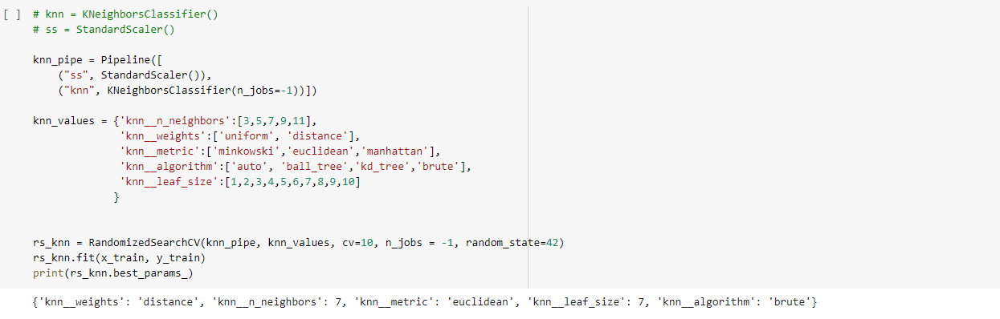 [ ] # knn = KNeighborsClassifier()
# ss = StandardScaler()
knn_pipe = Pipeline([
("ss", StandardScaler()),
("knn", KNeighborsClassifier(n_jobs=-1))])
knn_values = {'knn__n_neighbors':[3,5,7,9,11],
'knn__weights':['uniform', 'distance'],
'knn__metric':['minkowski','euclidean','manhattan'],
'knn__algorithm':['auto', 'ball_tree','kd_tree','brute'],
'knn__leaf_size':[1,2,3,4,5,6,7,8,9,10]
}
rs_knn = RandomizedSearchCV(knn_pipe, knn_values, cv=10, n_jobs = -1, random_state=42)
rs_knn.fit(x_train, y_train)
print(rs_knn.best_params_)
{'knn__weights': 'distance', 'knn__n_neighbors': 7, 'knn__metric': 'euclidean', 'knn__leaf_size': 7, 'knn__algorithm': 'brute'}